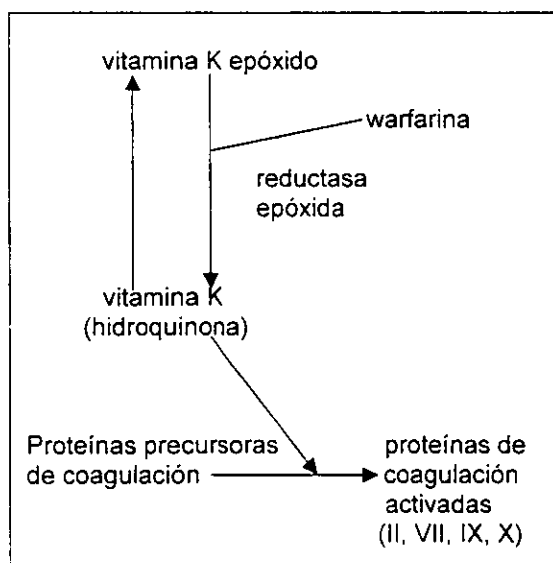 vitamina K epóxido
warfarina
reductasa
epóxida
vitamina K
(hidroquinona)
Proteínas precursoras
de coagulación
proteínas de
coagulación
activadas
(II, VII, IX, X)